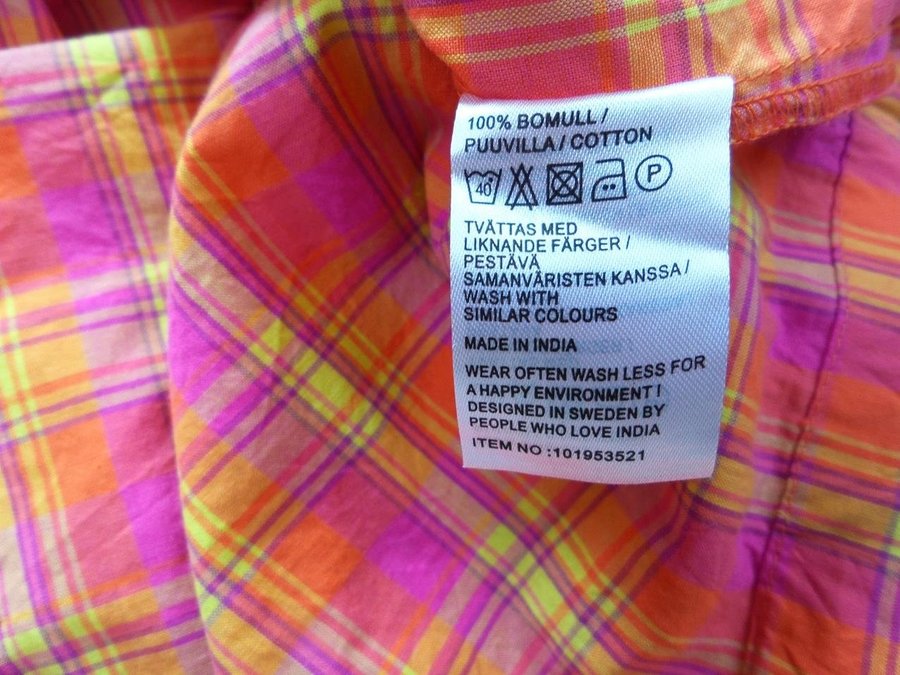 100% BOMULL /
PUUVILLA / COTTON
40 P
TVÄTTAS MED
LIKNANDE FÄRGER /
PESTÄVÄ
SAMANVÄRISTEN KANSSA /
WASH WITH
SIMILAR COLOURS
MADE IN INDIA
WEAR OFTEN WASH LESS FOR
A HAPPY ENVIRONMENT !
DESIGNED IN SWEDEN BY
PEOPLE WHO LOVE INDIA
ITEM NO :101953521